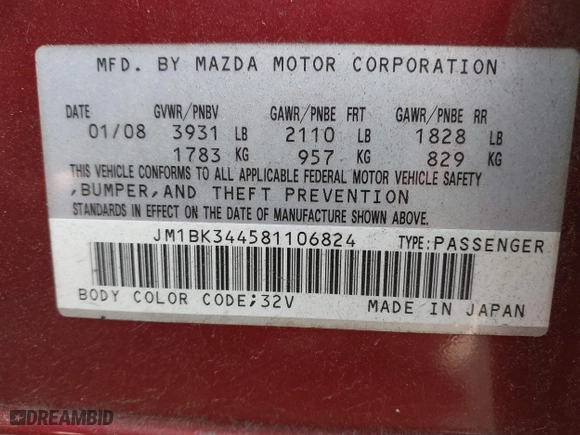 MFD. BY MAZDA MOTOR CORPORATION
DATE GVWR/PNBV GAWR/PNBE FRT GAWR/PNBE RR
01/08 3931 LB 2110 LB 1828 LB
1783 KG 957 KG 829 KG
THIS VEHICLE CONFORMS TO ALL APPLICABLE FEDERAL MOTOR VEHICLE SAFETY
,BUMPER,AND THEFT PREVENTION
STANDARDS IN EFFECT ON THE DATE OF MANUFACTURE SHOWN ABOVE.
JM1BK344581106824 TYPE:PASSENGER
BODY COLOR CODE;32V MADE IN JAPAN
DREAMBID